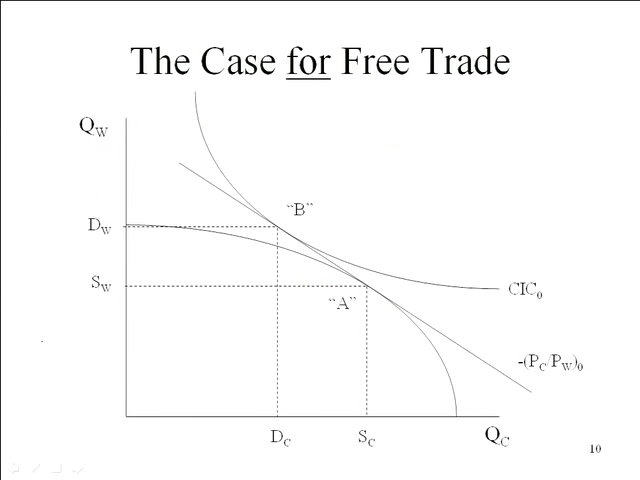 The Case for Free Trade
Q_W
"B"
D_W
S_W
CIC_0
"A"
-(P_C/P_W)_0
D_C
S_C
Q_C
10